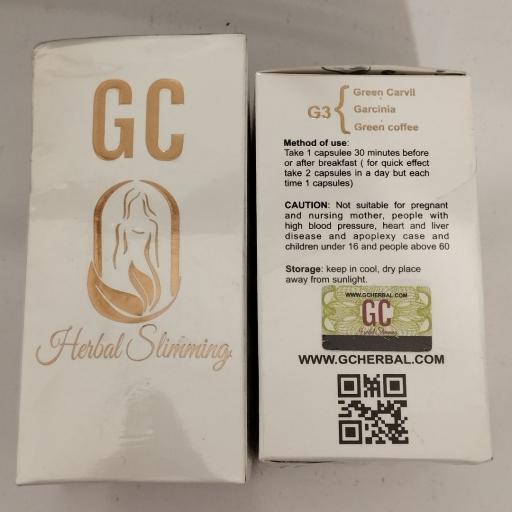 GC
Herbal Slimming
G3
Green Carvil
Garcinia
Green coffee
Method of use:
Take 1 capsulee 30 minutes before
or after breakfast ( for quick effect
take 2 capsules in a day but each
time 1 capsules)
CAUTION: Not suitable for pregnant
and nursing mother, people with
high blood pressure, heart and liver
disease and apoplexy case and
children under 16 and people above 60
Storage: keep in cool, dry place
away from sunlight.
WWW.GCHERBAL.COM
GC
Herbal Slimming
WWW.GCHERBAL.COM